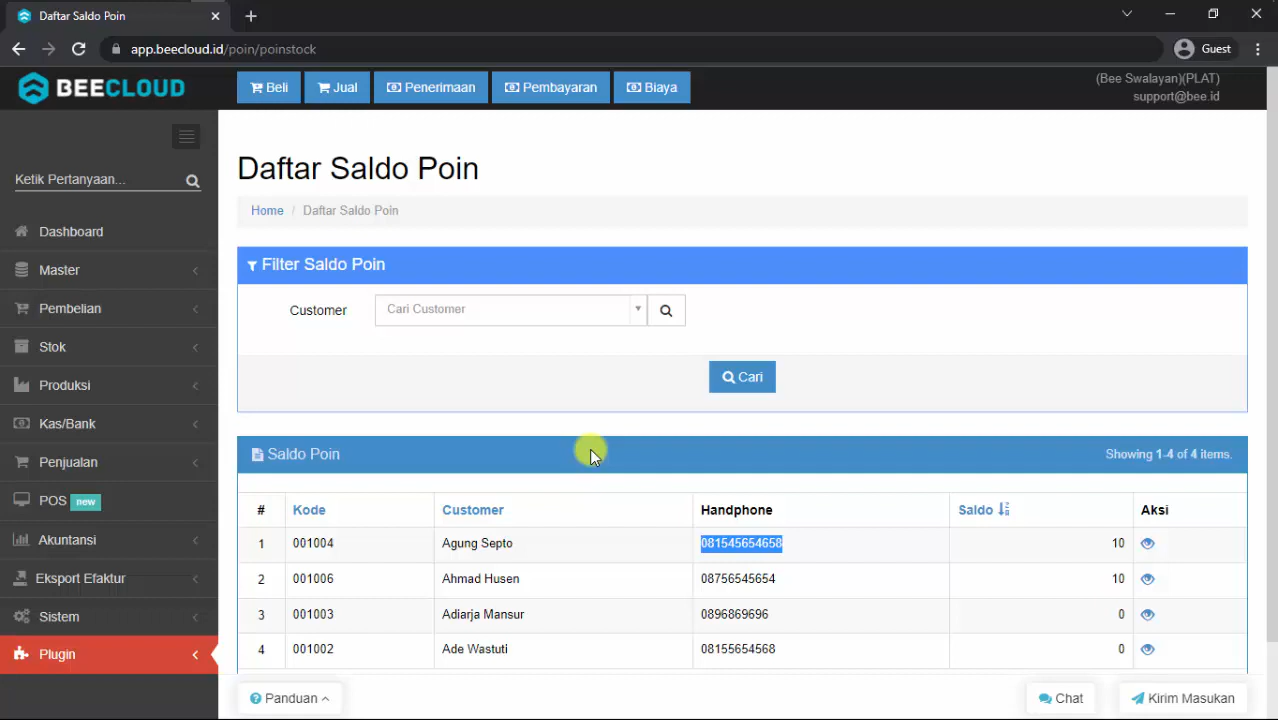 Daftar Saldo Poin
app.beecloud.id/poin/poinstock
Guest
BEECLOUD
Beli
Jual
Penerimaan
Pembayaran
Biaya
(Bee Swalayan)(PLAT)
support@bee.id
Ketik Pertanyaan...
Dashboard
Master
Pembelian
Stok
Produksi
Kas/Bank
Penjualan
POS new
Akuntansi
Eksport Efaktur
Sistem
Plugin
Daftar Saldo Poin
Home / Daftar Saldo Poin
Filter Saldo Poin
Customer Cari Customer
Cari
Saldo Poin Showing 1-4 of 4 items.
# Kode Customer Handphone Saldo Aksi
1 001004 Agung Septo 081545654658 10
2 001006 Ahmad Husen 08756545654 10
3 001003 Adiarja Mansur 0896869696 0
4 001002 Ade Wastuti 08155654568 0
Panduan
Chat
Kirim Masukan